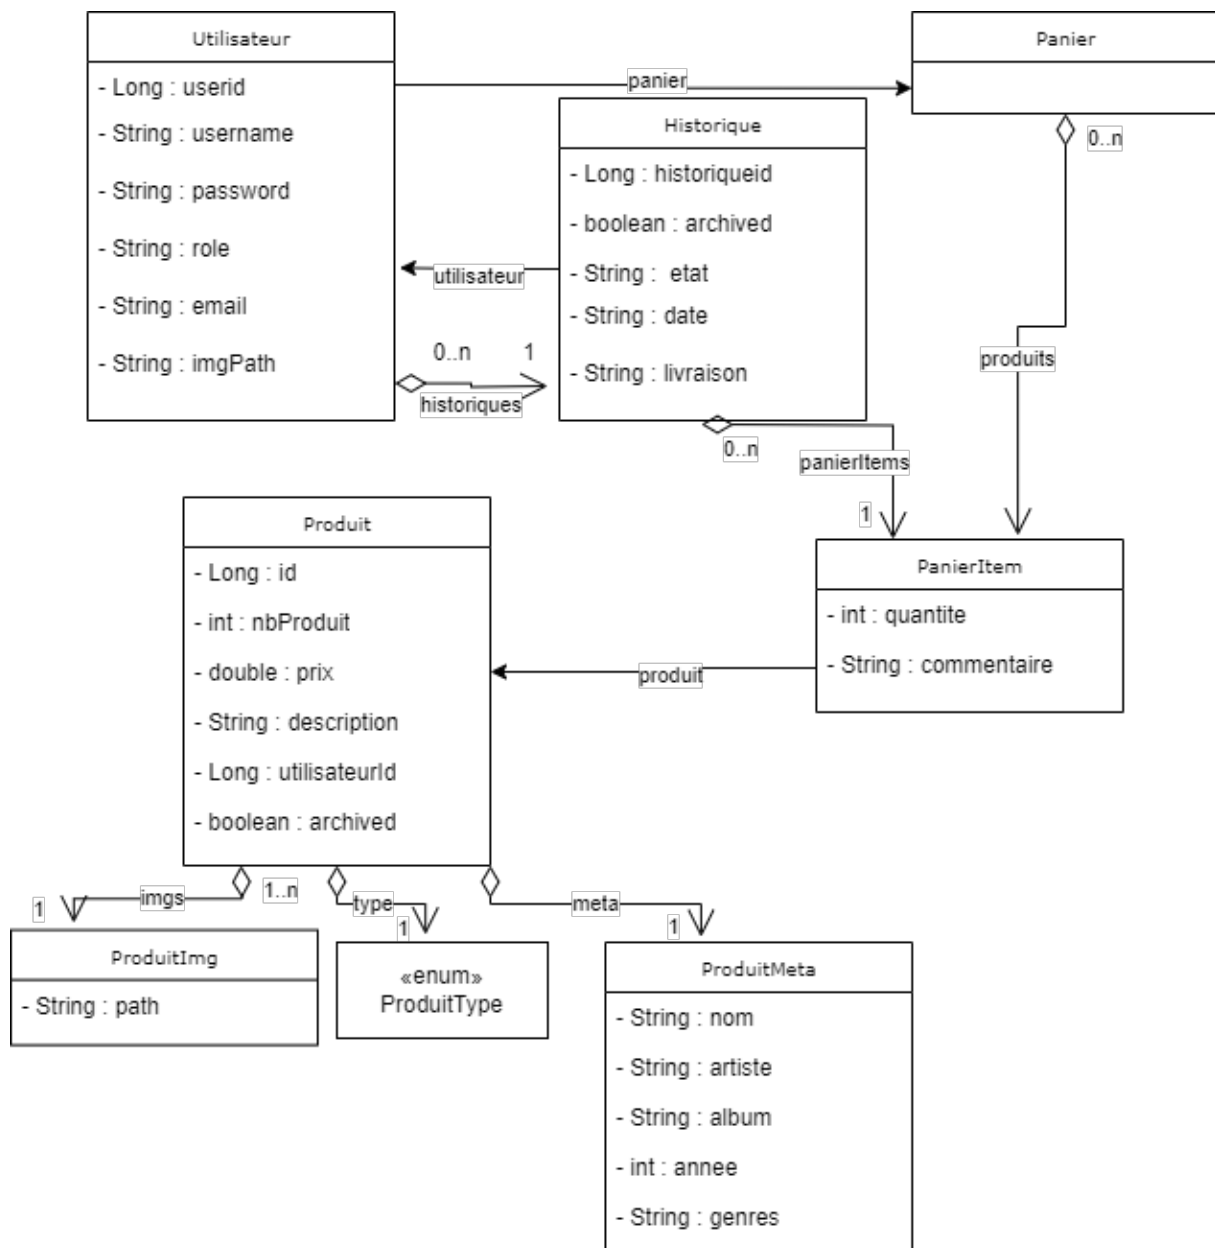 Utilisateur
- Long : userid
- String : username
- String : password
- String : role
- String : email
- String : imgPath
panier
Panier
0..n
produits
Historique
- Long : historiqueid
- boolean : archived
- String :  etat
- String : date
- String : livraison
utilisateur
0..n
1
historiques
0..n
panierItems
1
PanierItem
- int : quantite
- String : commentaire
produit
Produit
- Long : id
- int : nbProduit
- double : prix
- String : description
- Long : utilisateurId
- boolean : archived
imgs
1..n
1
type
1
meta
1
ProduitImg
- String : path
«enum»
ProduitType
ProduitMeta
- String : nom
- String : artiste
- String : album
- int : annee
- String : genres